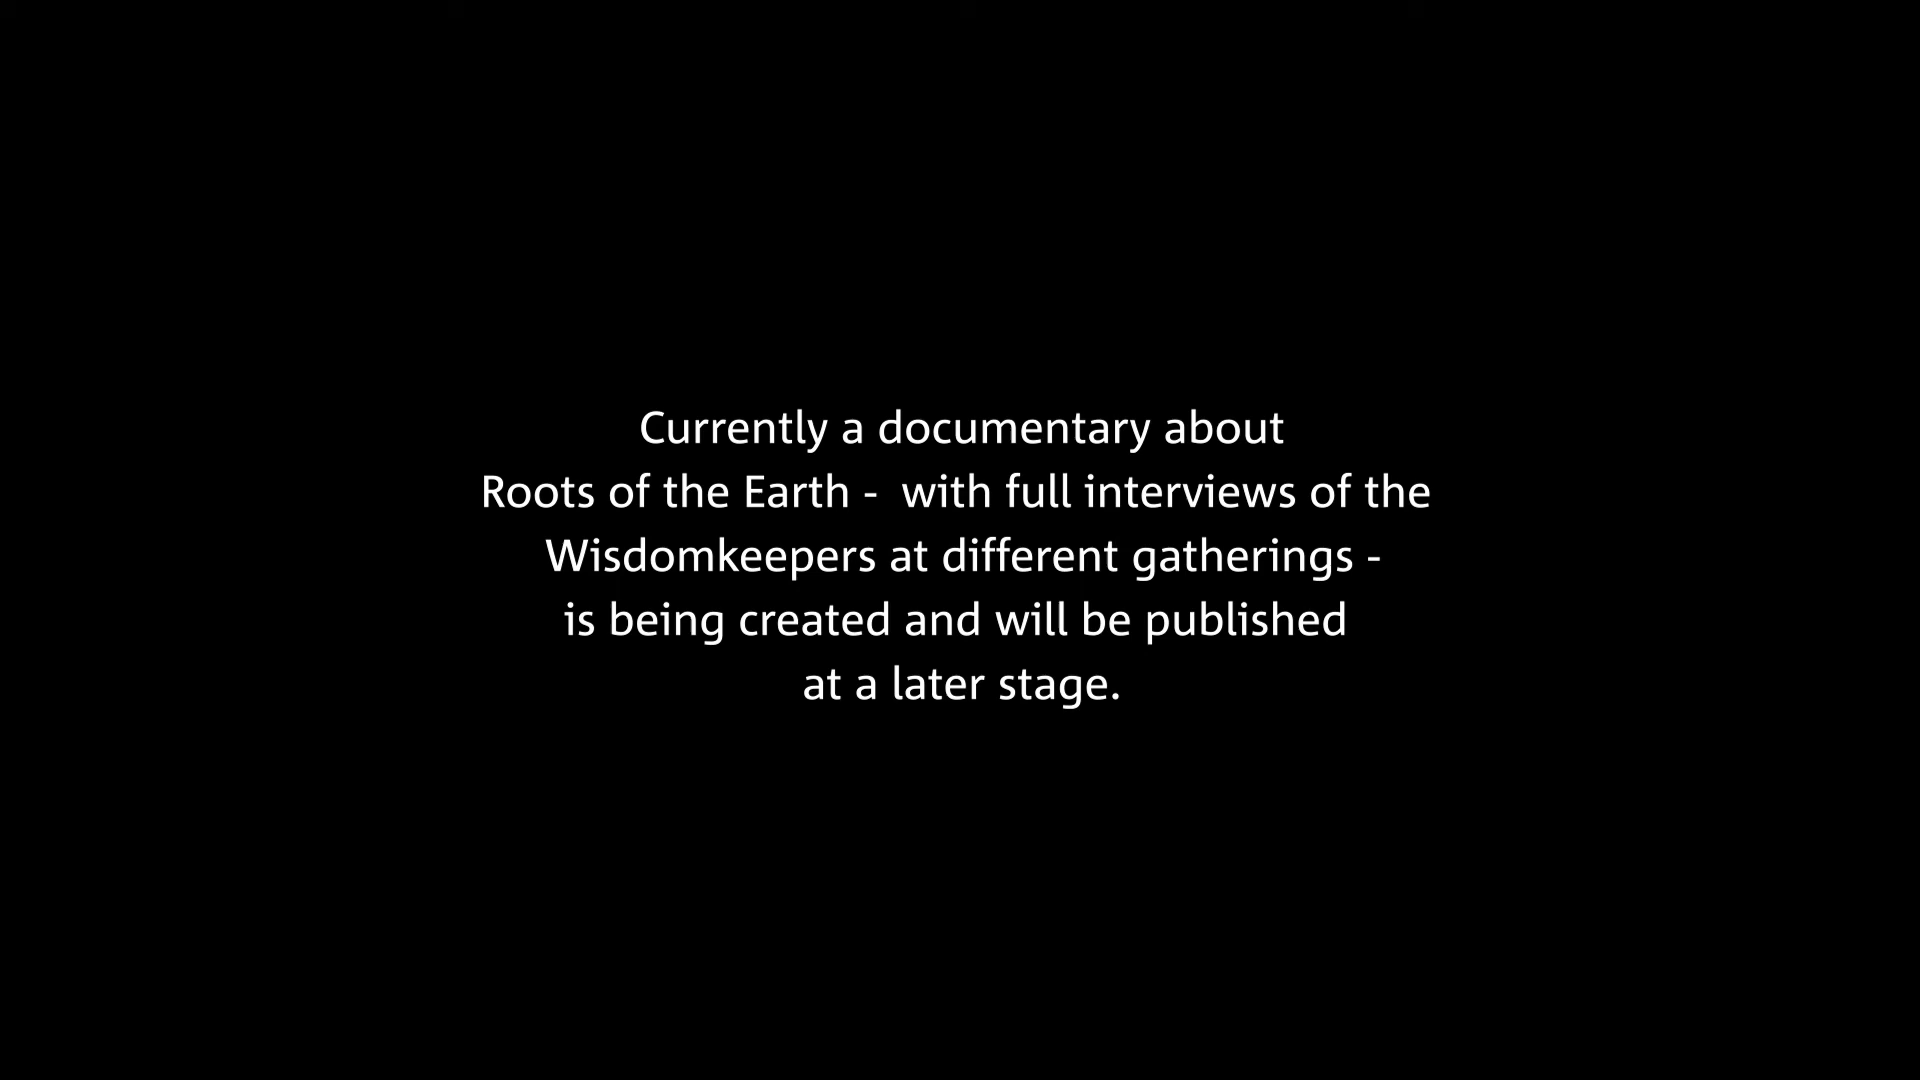 Currently a documentary about
Roots of the Earth -  with full interviews of the
Wisdomkeepers at different gatherings -
is being created and will be published
at a later stage.